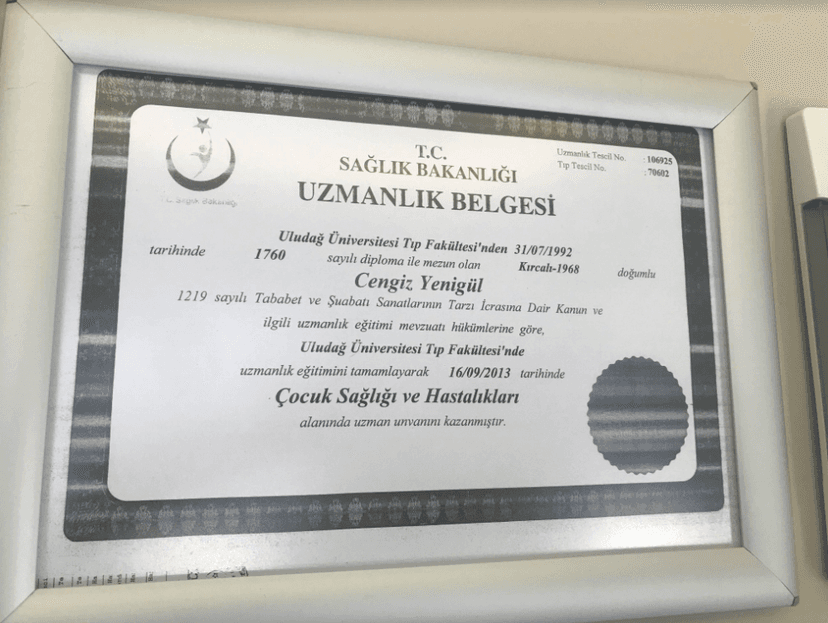 T.C.
SAĞLIK BAKANLIĞI
UZMANLIK BELGESİ
Uzmanlık Tescil No. : 106925
Tıp Tescil No. : 70602
T.C. Sağlık Bakanlığı
Uludağ Üniversitesi Tıp Fakültesi'nden 31/07/1992
tarihinde 1760 sayılı diploma ile mezun olan Kırcalı-1968 doğumlu
Cengiz Yenigül
1219 sayılı Tababet ve Şuabatı Sanatlarının Tarzı İcrasına Dair Kanun ve
ilgili uzmanlık eğitimi mevzuatı hükümlerine göre,
Uludağ Üniversitesi Tıp Fakültesi'nde
uzmanlık eğitimini tamamlayarak 16/09/2013 tarihinde
Çocuk Sağlığı ve Hastalıkları
alanında uzman unvanını kazanmıştır.